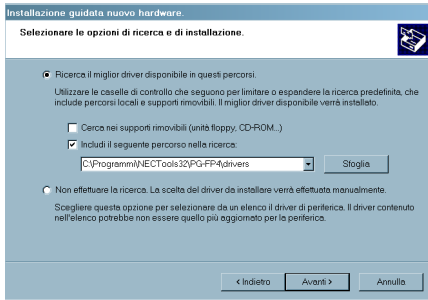 Installazione guidata nuovo hardware.
Selezionare le opzioni di ricerca e di installazione.
Ricerca il miglior driver disponibile in questi percorsi.
Utilizzare le caselle di controllo che seguono per limitare o espandere la ricerca predefinita, che
include percorsi locali e supporti rimovibili. Il miglior driver disponibile verrà installato.
Cerca nei supporti rimovibili (unità floppy, CD-ROM...)
Includi il seguente percorso nella ricerca:
C:\Programmi\NECTools32\PG-FP4\drivers
Sfoglia
Non effettuare la ricerca. La scelta del driver da installare verrà effettuata manualmente.
Scegliere questa opzione per selezionare da un elenco il driver di periferica. Il driver contenuto
nell'elenco potrebbe non essere quello più aggiornato per la periferica.
< Indietro
Avanti >
Annulla